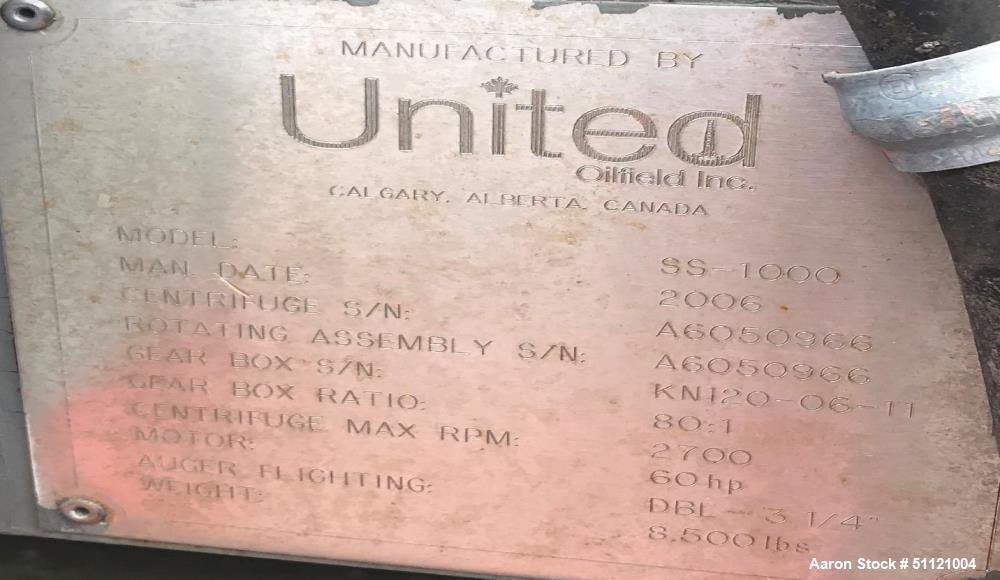 MANUFACTURED BY
United
Oilfield Inc.
CALGARY, ALBERTA, CANADA
MODEL: SS-1000
MAN. DATE: 2006
CENTRIFUGE S/N: A6050966
ROTATING ASSEMBLY S/N: A6050966
GEAR BOX S/N: KN120-06-11
GEAR BOX RATIO: 80:1
CENTRIFUGE MAX RPM: 2700
MOTOR: 60hp
AUGER FLIGHTING: DBL - 3 1/4"
WEIGHT: 8,500lbs
Aaron Stock # 51121004